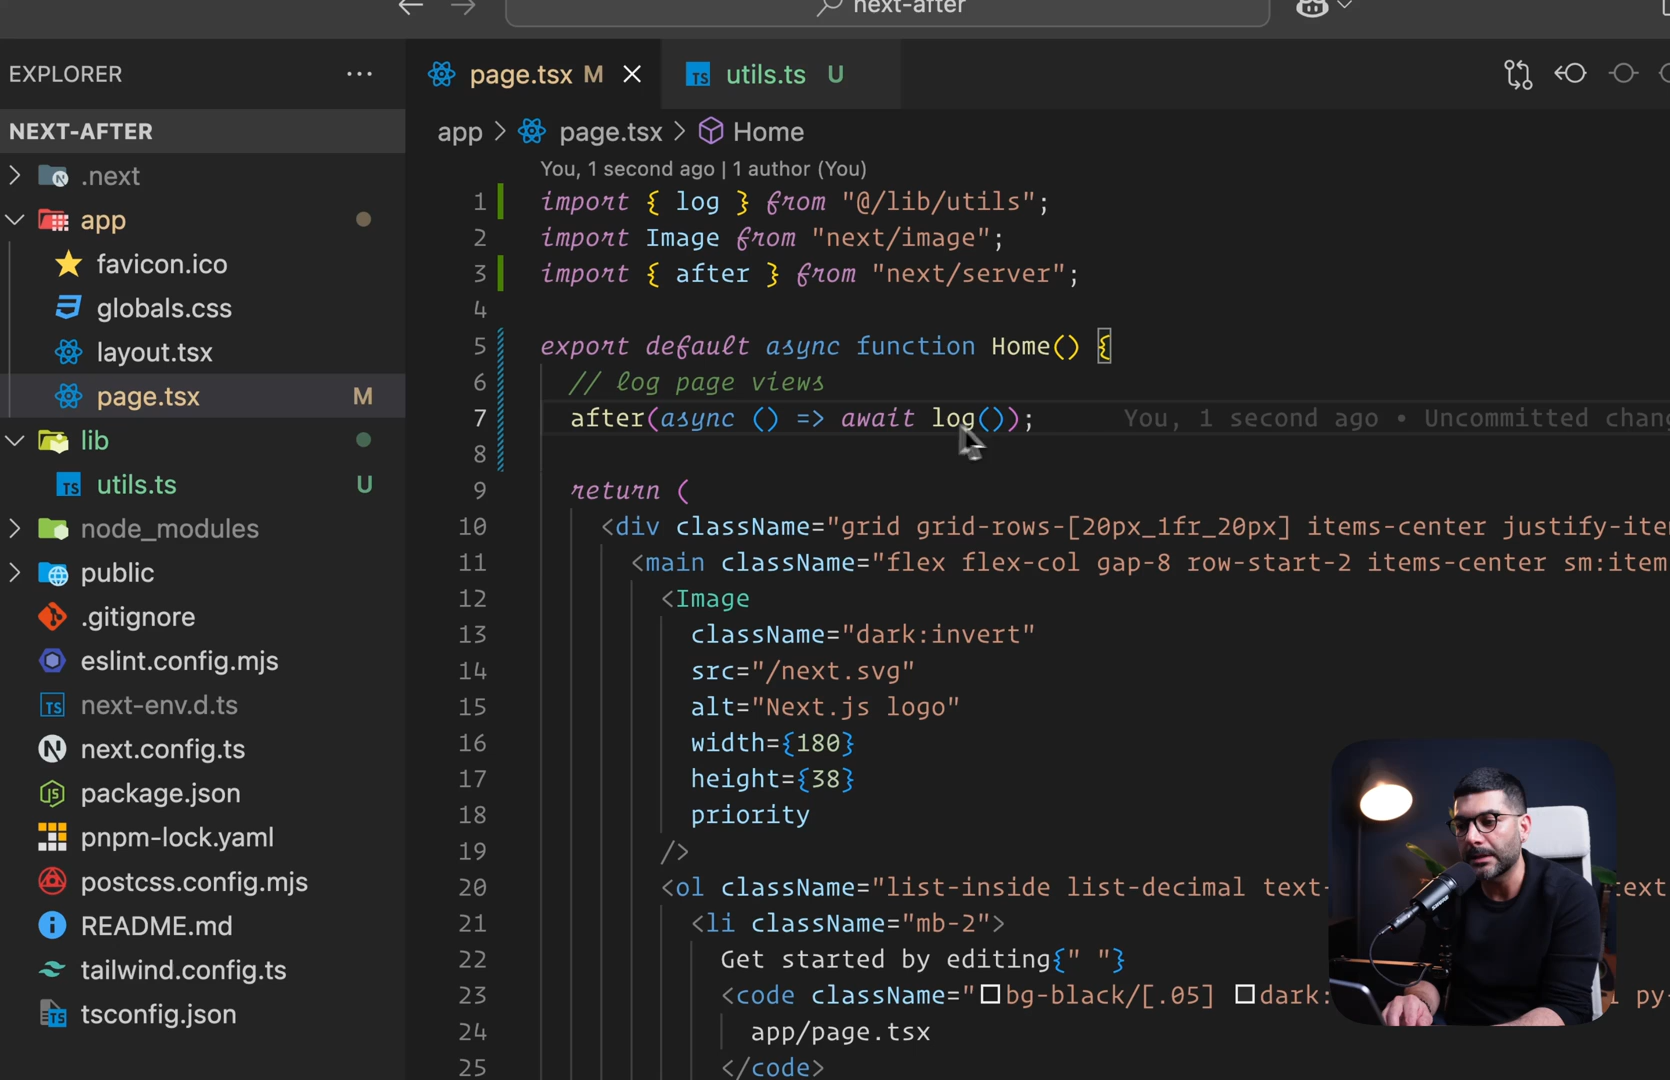 next-after
EXPLORER
NEXT-AFTER
.next
app
favicon.ico
globals.css
layout.tsx
page.tsx M
lib
utils.ts U
node_modules
public
.gitignore
eslint.config.mjs
next-env.d.ts
next.config.ts
package.json
pnpm-lock.yaml
postcss.config.mjs
README.md
tailwind.config.ts
tsconfig.json
page.tsx M
utils.ts U
app > page.tsx > Home
You, 1 second ago | 1 author (You)
1 import { log } from "@/lib/utils";
2 import Image from "next/image";
3 import { after } from "next/server";
4
5 export default async function Home() {
6 // log page views
7 after(async () => await log()); You, 1 second ago • Uncommitted chang
8
9 return (
10 <div className="grid grid-rows-[20px_1fr_20px] items-center justify-ite
11 <main className="flex flex-col gap-8 row-start-2 items-center sm:item
12 <Image
13 className="dark:invert"
14 src="/next.svg"
15 alt="Next.js logo"
16 width={180}
17 height={38}
18 priority
19 />
20 <ol className="list-inside list-decimal text- text
21 <li className="mb-2">
22 Get started by editing{" "}
23 <code className="bg-black/[.05] dark: py-
24 app/page.tsx
25 </code>